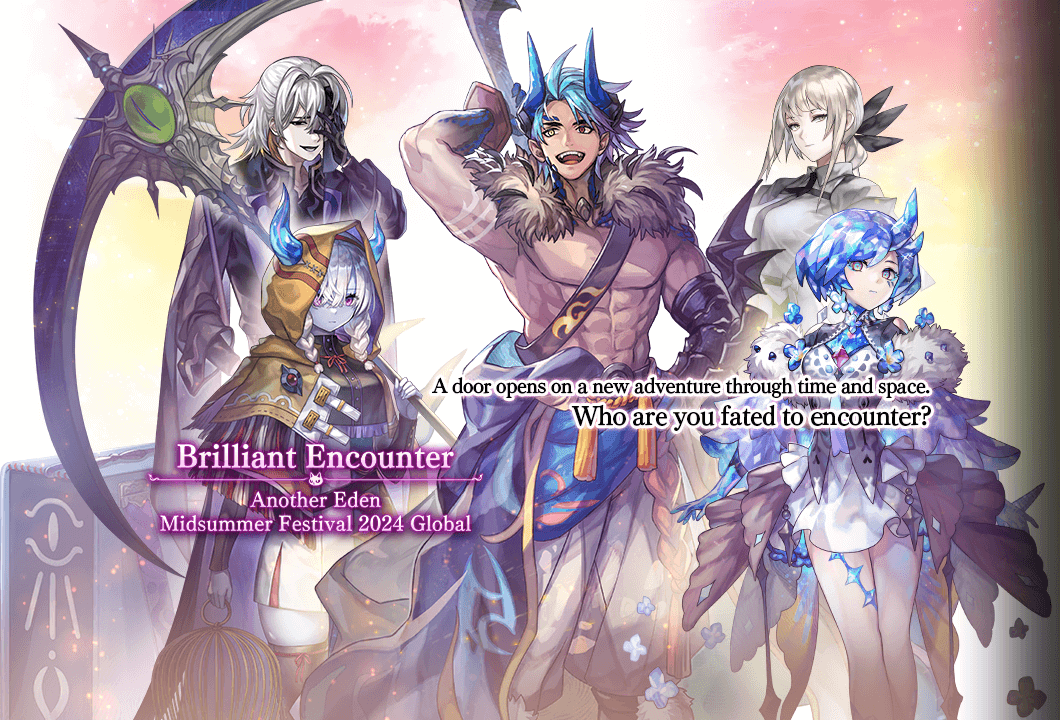 A door opens on a new adventure through time and space.
Who are you fated to encounter?
Brilliant Encounter
Another Eden
Midsummer Festival 2024 Global